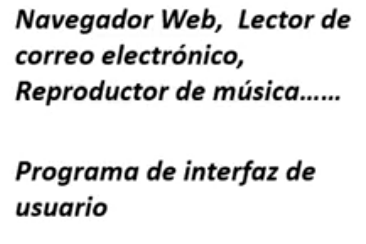 Navegador Web, Lector de
correo electrónico,
Reproductor de música......
Programa de interfaz de
usuario